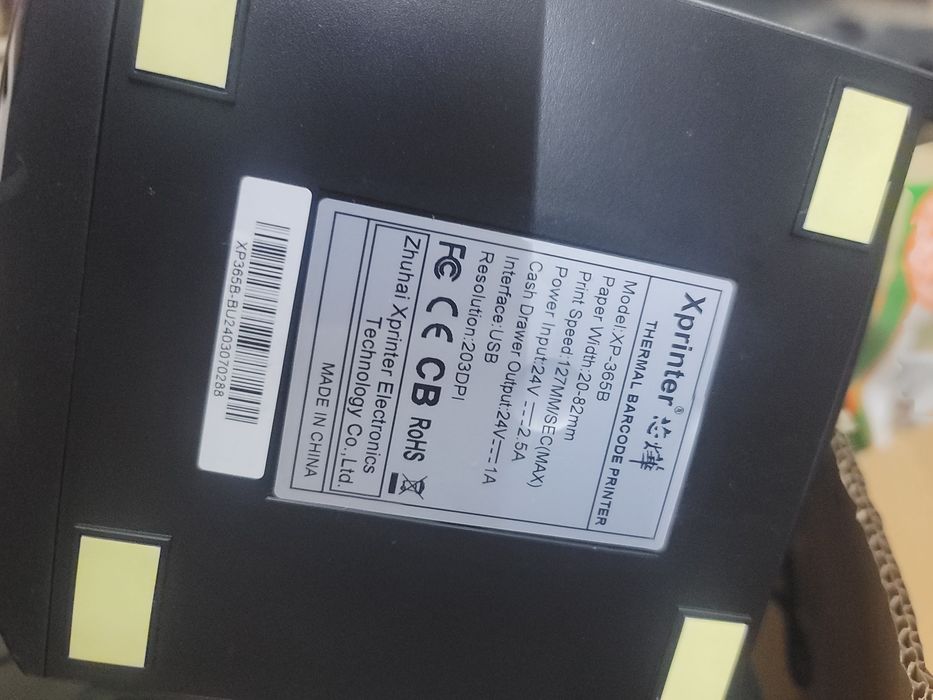 Xprinter® 芯烨
THERMAL BARCODE PRINTER
Model:XP-365B
Paper Width:20-82mm
Print Speed:127MM/SEC(MAX)
Power Input:24V⎓2.5A
Cash Drawer Output:24V⎓1A
Interface:USB
Resolution:203DPI
FC CE CB RoHS
Zhuhai Xprinter Electronics
Technology Co.,Ltd.
MADE IN CHINA
XP365B-BU2403070288